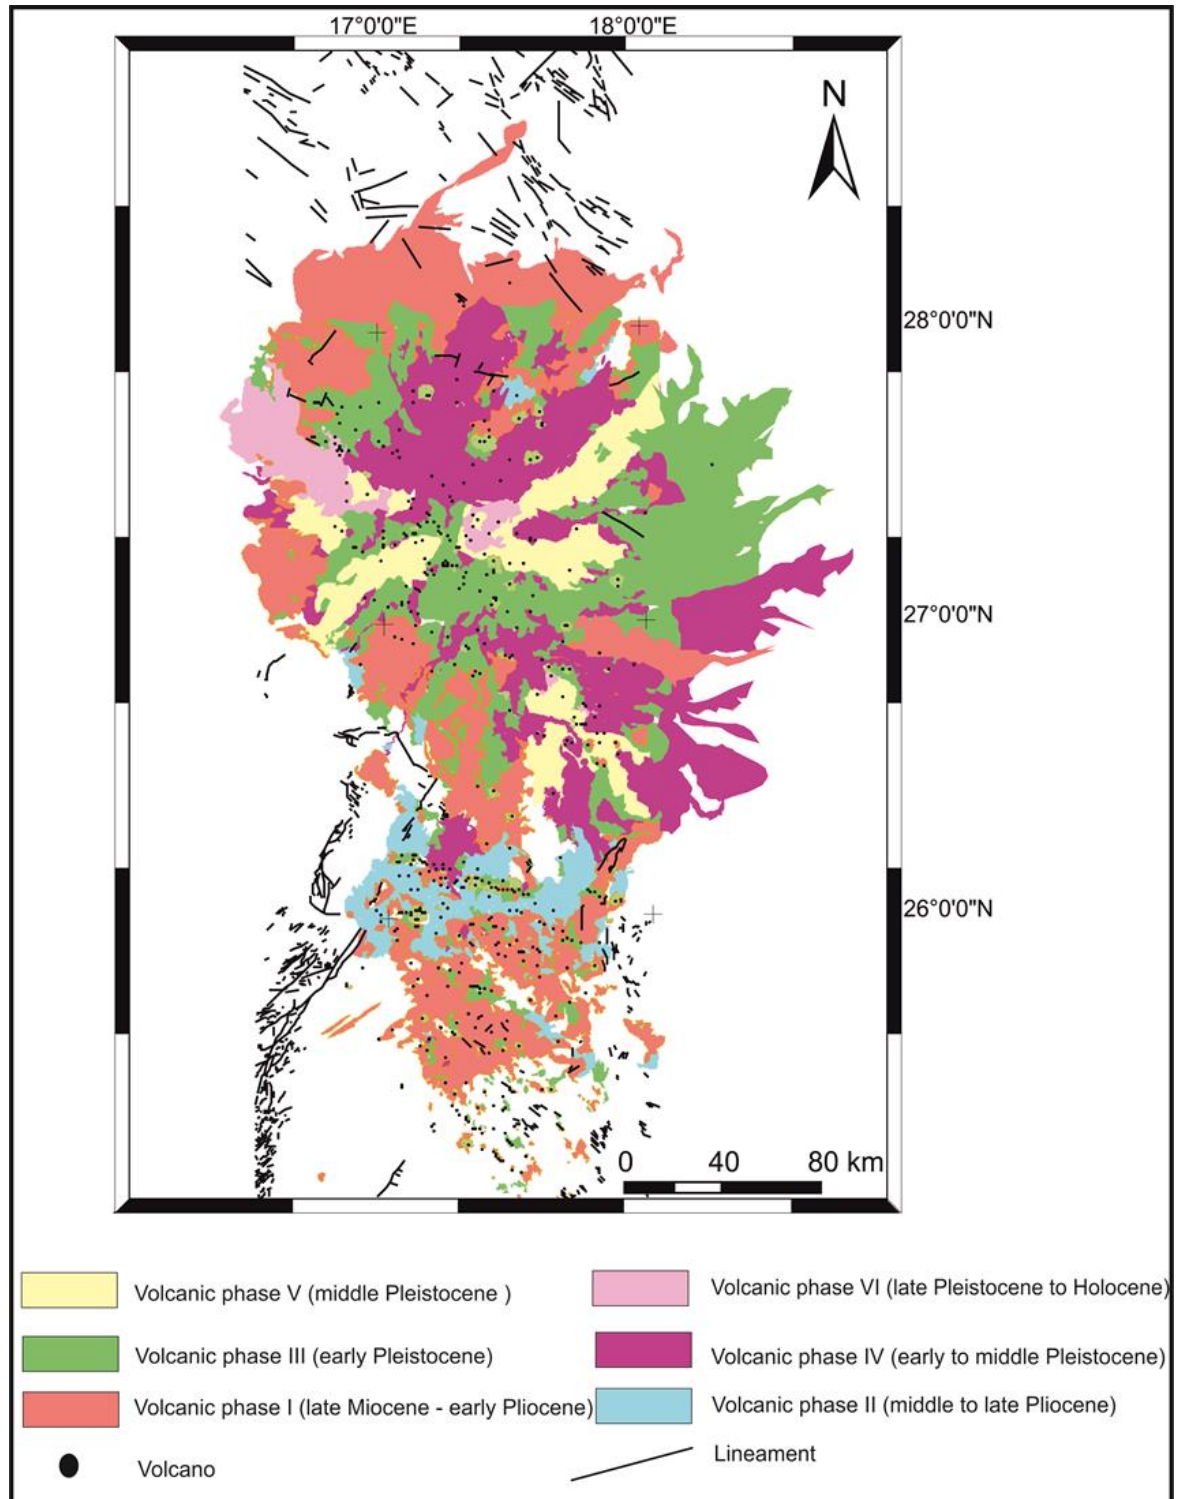 17°0'0"E 18°0'0"E
N
28°0'0"N
27°0'0"N
26°0'0"N
0 40 80 km
Volcanic phase V (middle Pleistocene )
Volcanic phase VI (late Pleistocene to Holocene)
Volcanic phase III (early Pleistocene)
Volcanic phase IV (early to middle Pleistocene)
Volcanic phase I (late Miocene - early Pliocene)
Volcanic phase II (middle to late Pliocene)
Volcano
Lineament